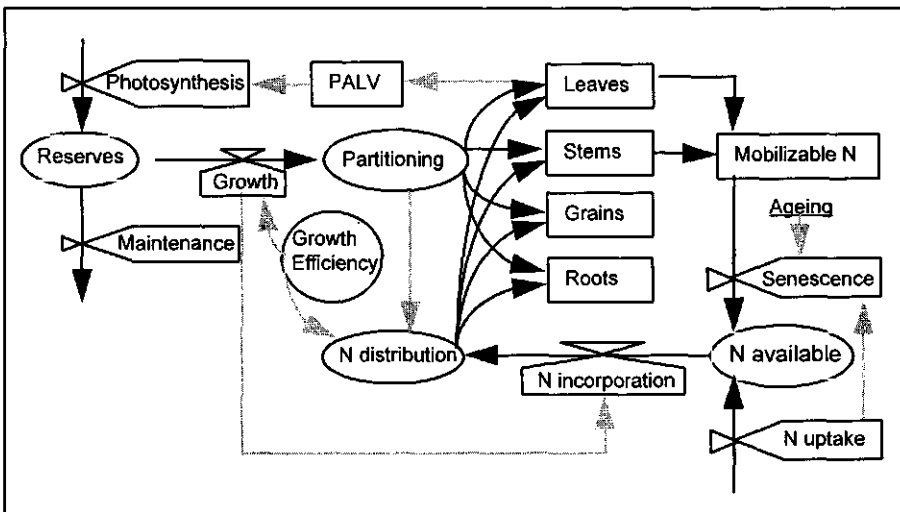 Photosynthesis
PALV
Leaves
Reserves
Growth
Partitioning
Stems
Mobilizable N
Grains
Ageing
Maintenance
Growth
Efficiency
Roots
Senescence
N distribution
N incorporation
N available
N uptake